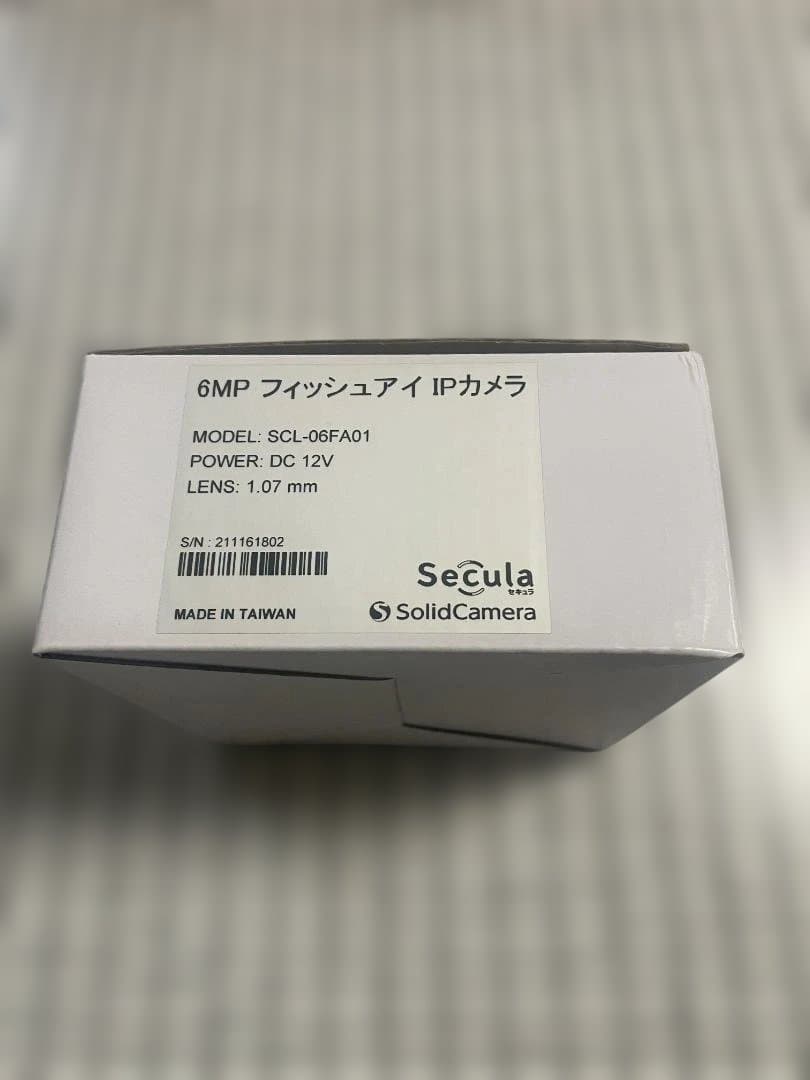 6MP フィッシュアイ IPカメラ
MODEL: SCL-06FA01
POWER: DC 12V
LENS: 1.07 mm
S/N : 211161802
Secula
セキュラ
MADE IN TAIWAN
SolidCamera